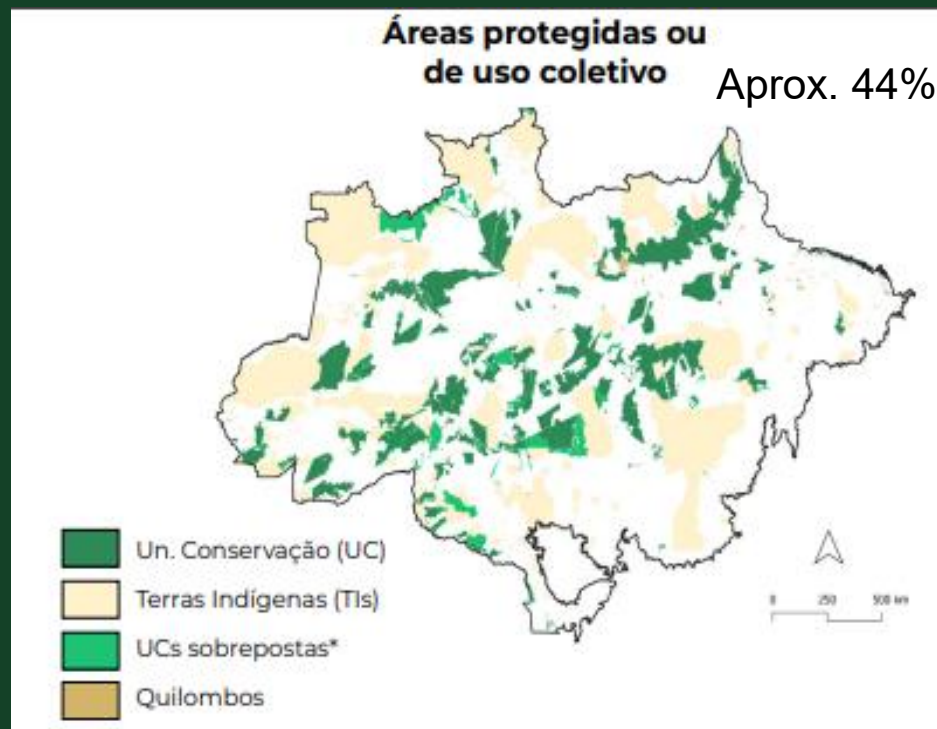 Áreas protegidas ou
de uso coletivo
Aprox. 44%
Un. Conservação (UC)
Terras Indígenas (TIs)
UCs sobrepostas*
Quilombos
0 250 500 km